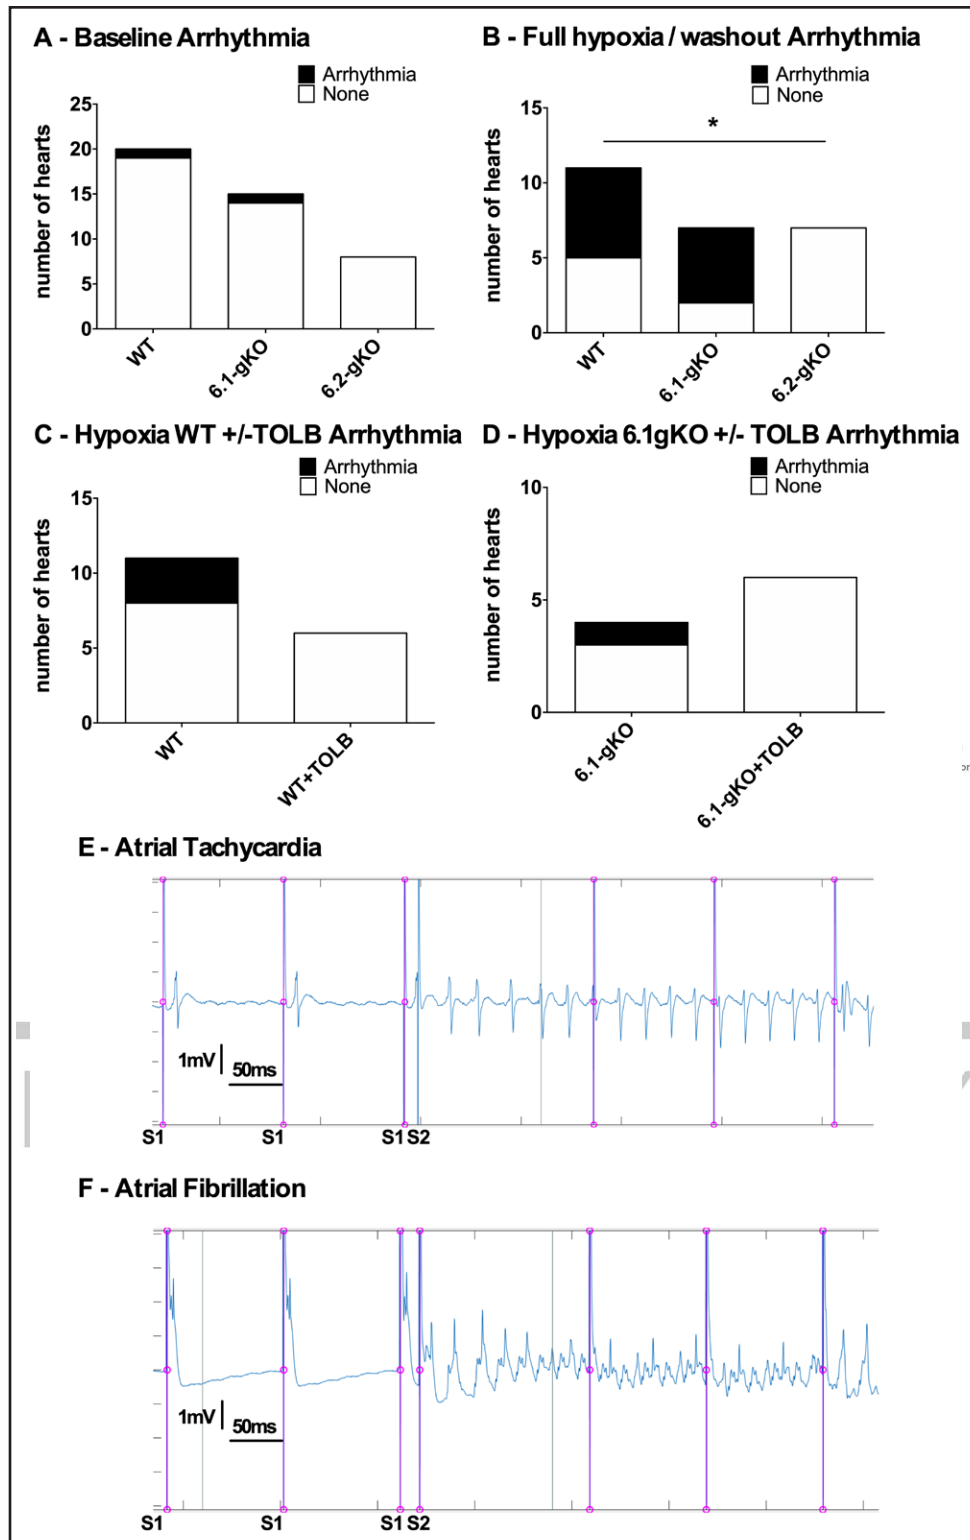 A - Baseline Arrhythmia
Arrhythmia
None
25
20
15
10
5
0
number of hearts
WT
6.1-gKO
6.2-gKO
B - Full hypoxia / washout Arrhythmia
Arrhythmia
None
15
10
5
0
number of hearts
*
WT
6.1-gKO
6.2-gKO
C - Hypoxia WT +/-TOLB Arrhythmia
Arrhythmia
None
15
10
5
0
number of hearts
WT
WT+TOLB
D - Hypoxia 6.1gKO +/- TOLB Arrhythmia
Arrhythmia
None
10
5
0
number of hearts
6.1-gKO
6.1-gKO+TOLB
or
E - Atrial Tachycardia
1mV
50ms
S1 S1 S1 S2
F - Atrial Fibrillation
1mV
50ms
S1 S1 S1 S2